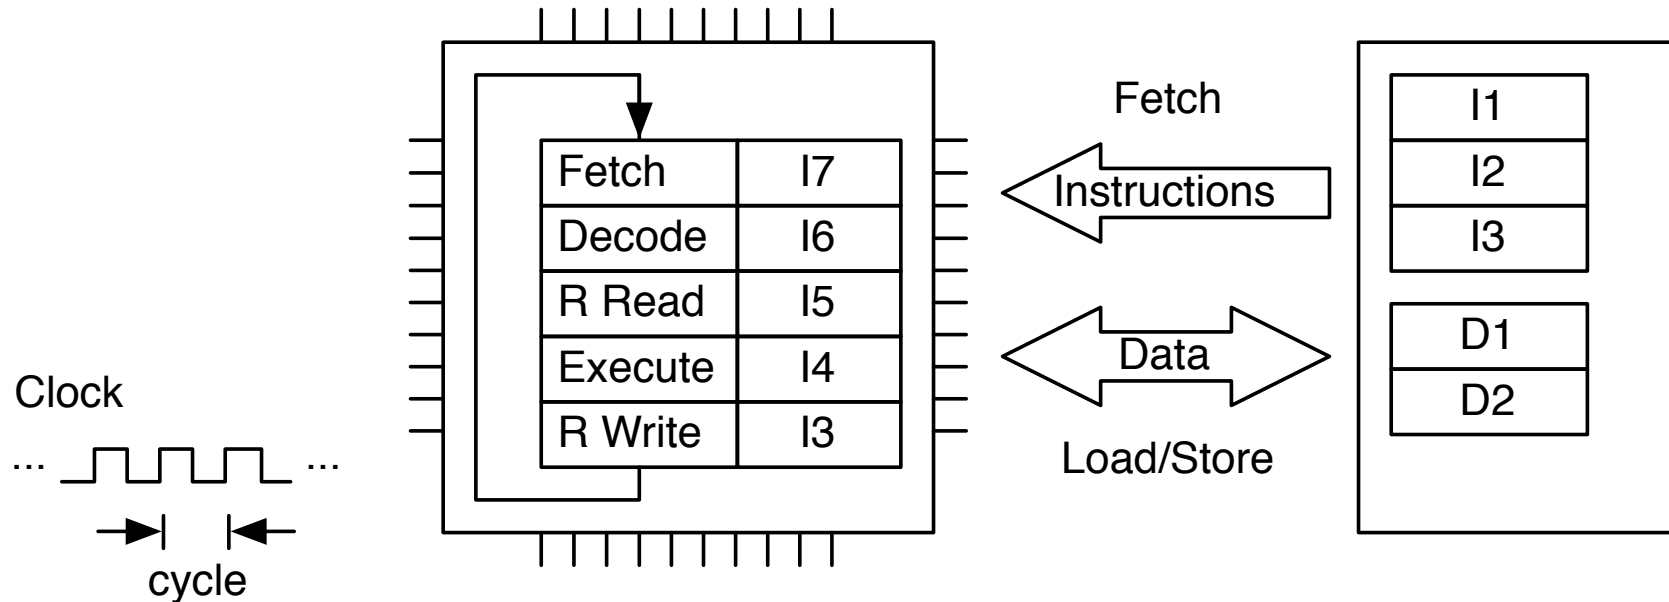 Clock
...
...
cycle
Fetch I7
Decode I6
R Read I5
Execute I4
R Write I3
Fetch
Instructions
Data
Load/Store
I1
I2
I3
D1
D2